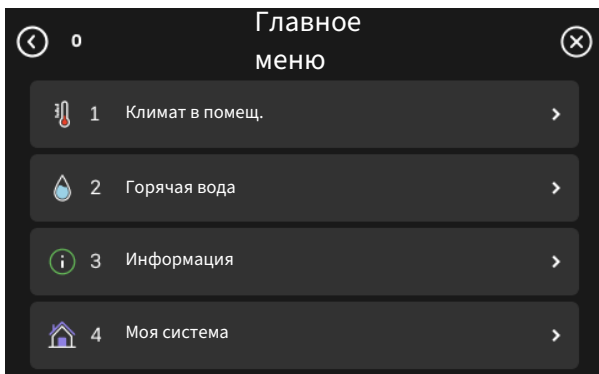 0
Главное
меню
1 Климат в помещ.
2 Горячая вода
3 Информация
4 Моя система